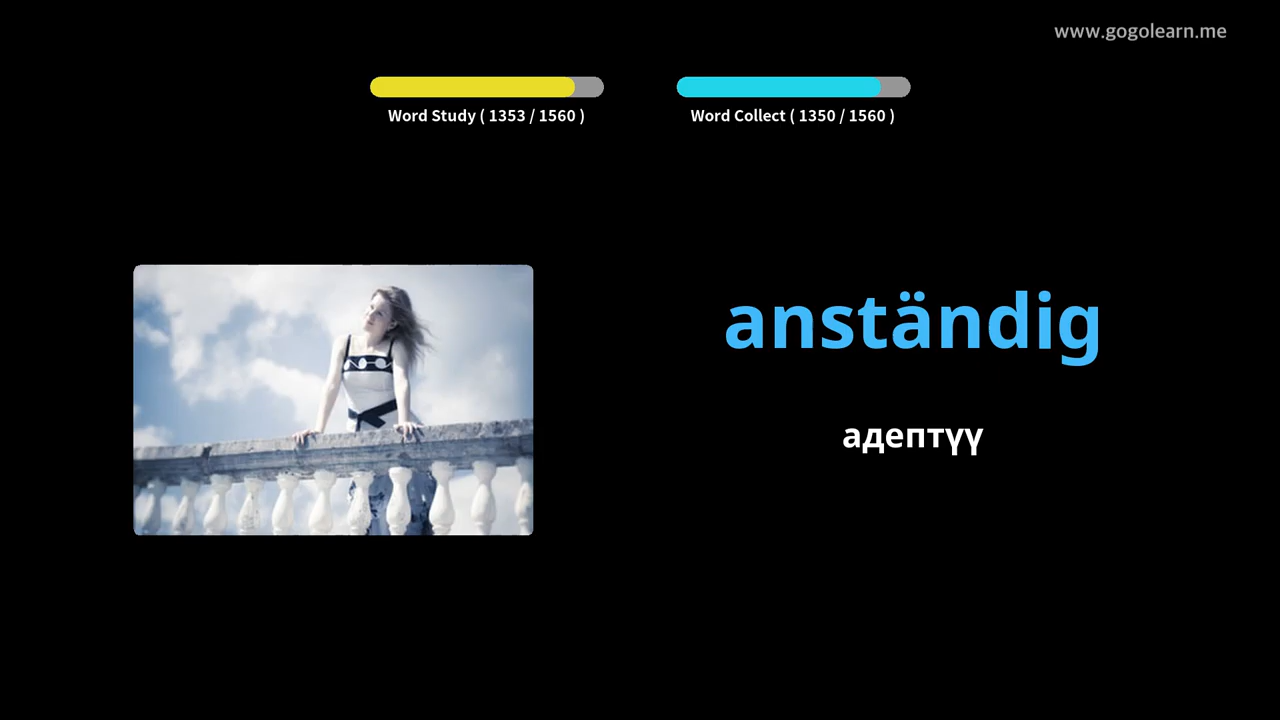 www.gogolearn.me
Word Study ( 1353 / 1560 )
Word Collect ( 1350 / 1560 )
anständig
адептүү